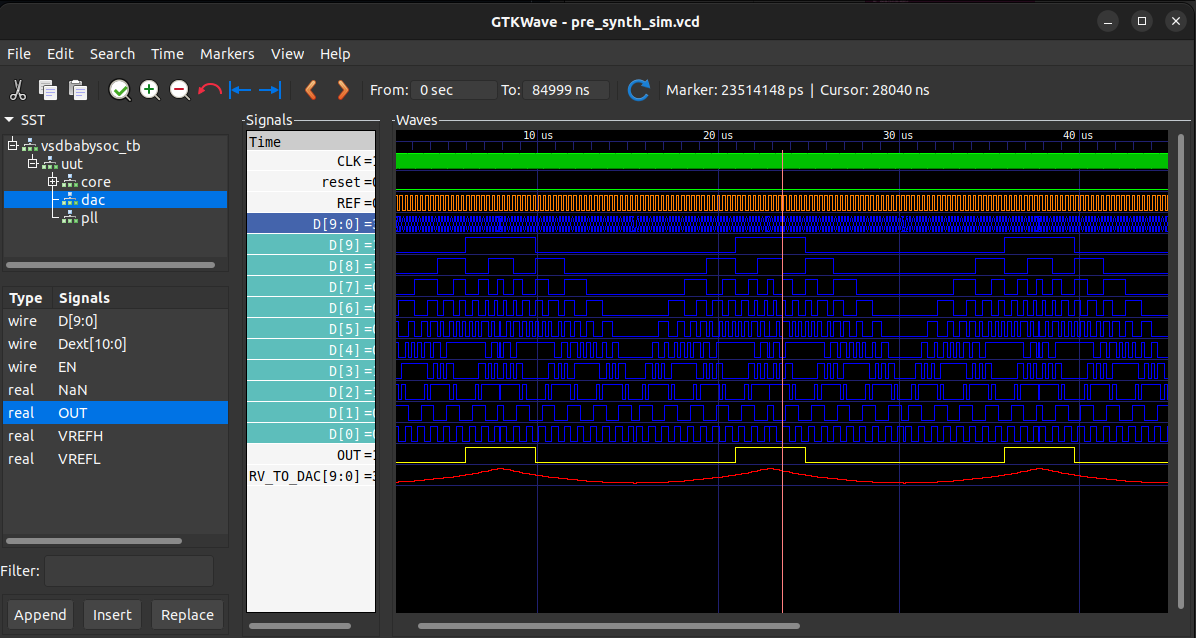 GTKWave - pre_synth_sim.vcd
File Edit Search Time Markers View Help
From: 0 sec To: 84999 ns Marker: 23514148 ps | Cursor: 28040 ns
SST
vsdbabysoc_tb
uut
core
dac
pll
Type Signals
wire D[9:0]
wire Dext[10:0]
wire EN
real NaN
real OUT
real VREFH
real VREFL
Filter:
Append Insert Replace
Signals
Time
CLK =
reset =
REF =
D[9:0] =
D[9] =
D[8] =
D[7] =
D[6] =
D[5] =
D[4] =
D[3] =
D[2] =
D[1] =
D[0] =
OUT =
RV_TO_DAC[9:0] =
Waves
10 us 20 us 30 us 40 us